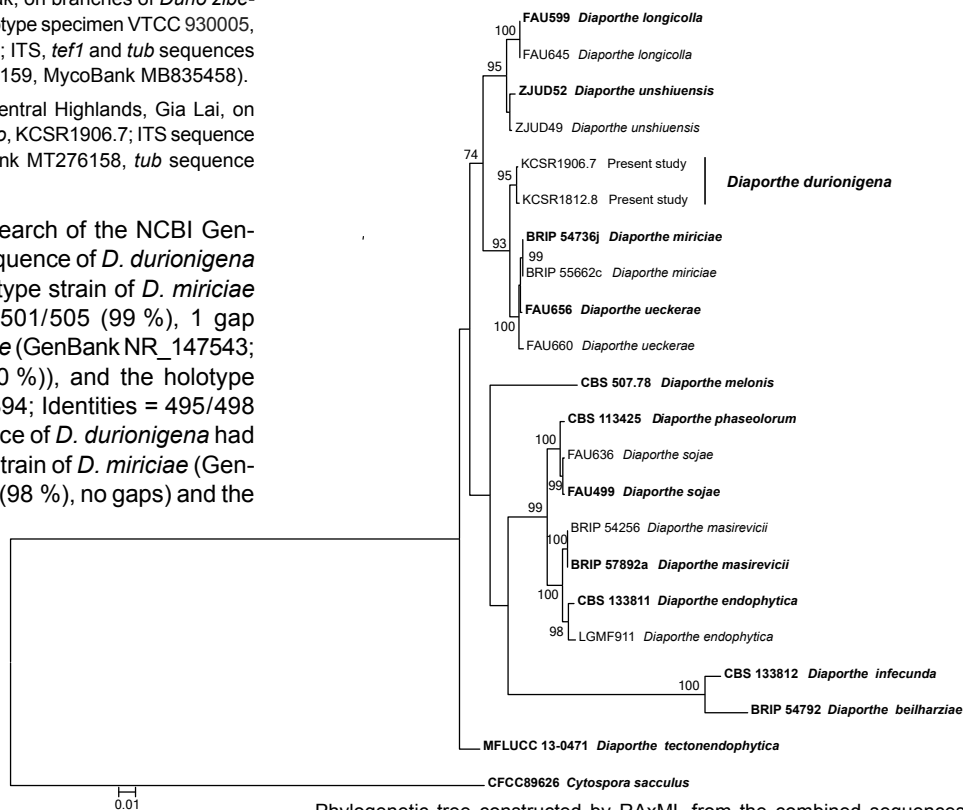 on branches of Durio zibe-
otype specimen VTCC 930005,
; ITS, tef1 and tub sequences
159, MycoBank MB835458).
entral Highlands, Gia Lai, on
o, KCSR1906.7; ITS sequence
nk MT276158, tub sequence
earch of the NCBI Gen-
quence of D. durionigena
type strain of D. miriciae
501/505 (99 %), 1 gap
e (GenBank NR_147543;
0 %)), and the holotype
594; Identities = 495/498
ce of D. durionigena had
train of D. miriciae (Gen-
(98 %), no gaps) and the
FAU599 Diaporthe longicolla
100
FAU645 Diaporthe longicolla
95
ZJUD52 Diaporthe unshiuensis
ZJUD49 Diaporthe unshiuensis
74
KCSR1906.7 Present study
95
Diaporthe durionigena
KCSR1812.8 Present study
BRIP 54736j Diaporthe miriciae
93
99
BRIP 55662c Diaporthe miriciae
FAU656 Diaporthe ueckerae
100
FAU660 Diaporthe ueckerae
CBS 507.78 Diaporthe melonis
CBS 113425 Diaporthe phaseolorum
100
FAU636 Diaporthe sojae
99
FAU499 Diaporthe sojae
99
BRIP 54256 Diaporthe masirevicii
100
BRIP 57892a Diaporthe masirevicii
100
CBS 133811 Diaporthe endophytica
98
LGMF911 Diaporthe endophytica
CBS 133812 Diaporthe infecunda
100
BRIP 54792 Diaporthe beilharziae
MFLUCC 13-0471 Diaporthe tectonendophytica
CFCC89626 Cytospora sacculus
0.01
Phylogenetic tree constructed by RAxML from the combined sequences